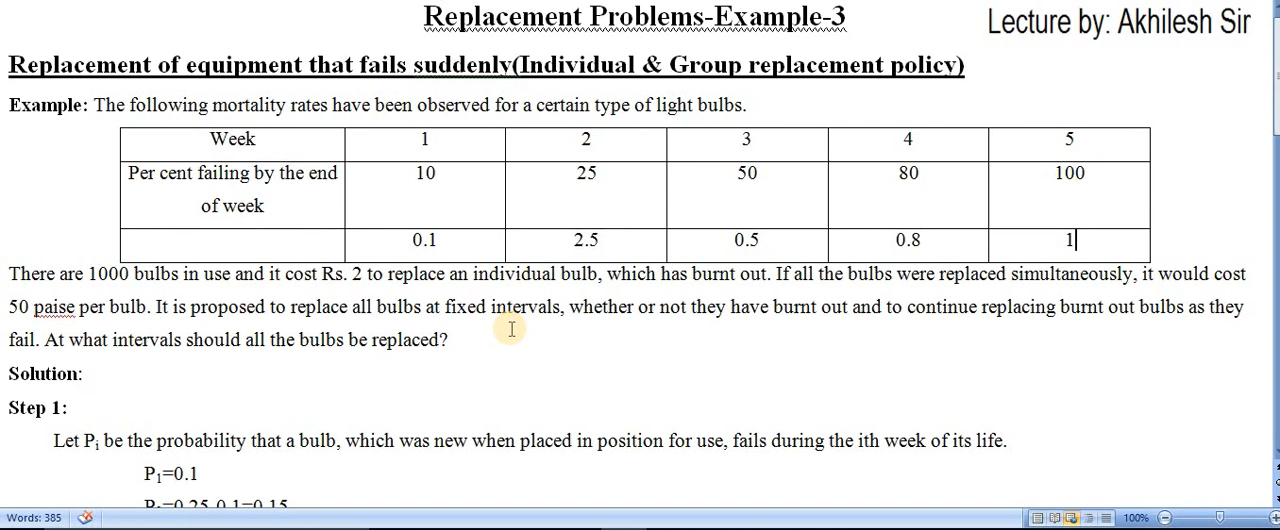 Replacement Problems-Example-3
Lecture by: Akhilesh Sir
Replacement of equipment that fails suddenly(Individual & Group replacement policy)
Example: The following mortality rates have been observed for a certain type of light bulbs.
Week 1 2 3 4 5
Per cent failing by the end 10 25 50 80 100
of week
0.1 2.5 0.5 0.8 1
There are 1000 bulbs in use and it cost Rs. 2 to replace an individual bulb, which has burnt out. If all the bulbs were replaced simultaneously, it would cost
50 paise per bulb. It is proposed to replace all bulbs at fixed intervals, whether or not they have burnt out and to continue replacing burnt out bulbs as they
fail. At what intervals should all the bulbs be replaced?
Solution:
Step 1:
Let Pi be the probability that a bulb, which was new when placed in position for use, fails during the ith week of its life.
P1=0.1
Words: 385 100%